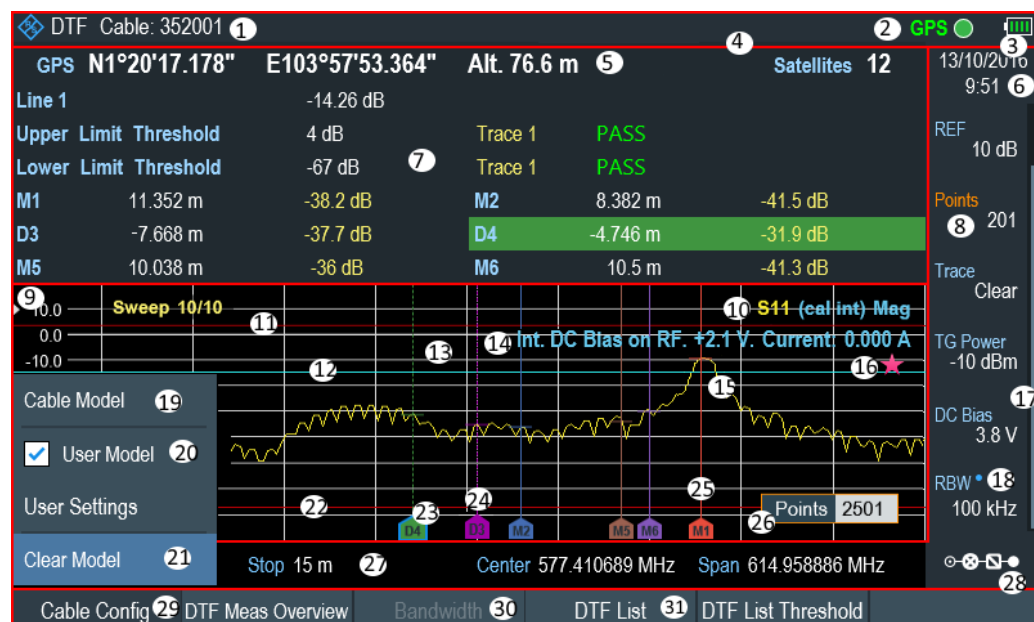 DTF Cable: 352001 1 2 GPS
4 3
GPS N1°20'17.178" E103°57'53.364" Alt. 76.6 m 5 Satellites 12 13/10/2016
9:51 6
Line 1 -14.26 dB
Upper Limit Threshold 4 dB Trace 1 PASS REF
10 dB
Lower Limit Threshold -67 dB 7 Trace 1 PASS
M1 11.352 m -38.2 dB M2 8.382 m -41.5 dB Points
8 201
D3 -7.668 m -37.7 dB D4 -4.746 m -31.9 dB
M5 10.038 m -36 dB M6 10.5 m -41.3 dB Trace
Clear
9 10.0 Sweep 10/10 11 10 S11 (cal int) Mag
0.0 13 14 Int. DC Bias on RF. +2.1 V. Current: 0.000 A TG Power
-10.0 12 16 -10 dBm
Cable Model 19 15 17
DC Bias
3.8 V
User Model 20
RBW 18
User Settings 22 23 24 25 100 kHz
26 Points 2501
D4 D3 M2 M5 M6 M1
Clear Model 21 Stop 15 m 27 Center 577.410689 MHz Span 614.958886 MHz
28
Cable Config 29 DTF Meas Overview Bandwidth 30 DTF List 31 DTF List Threshold